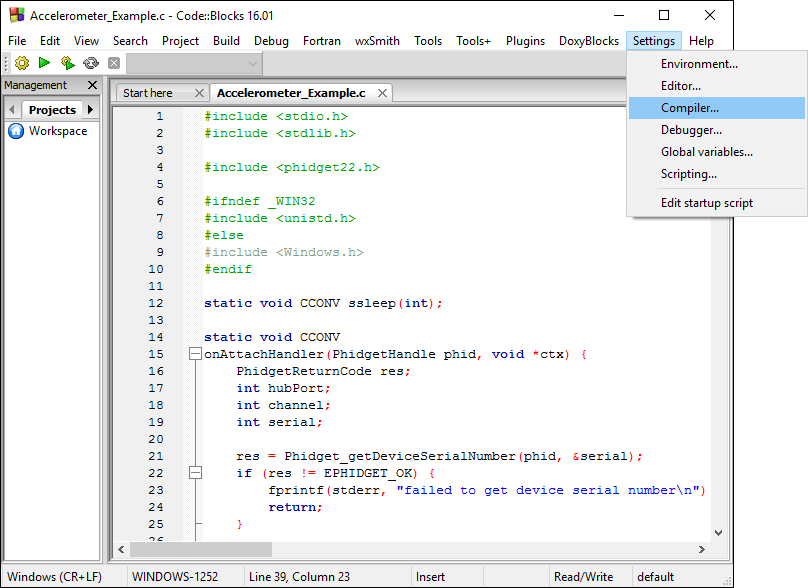 Accelerometer_Example.c - Code::Blocks 16.01
File Edit View Search Project Build Debug Fortran wxSmith Tools Tools+ Plugins DoxyBlocks Settings Help
Environment...
Editor...
Compiler...
Debugger...
Global variables...
Scripting...
Edit startup script
Management
Projects
Workspace
Start here Accelerometer_Example.c
1 #include <stdio.h>
2 #include <stdlib.h>
3
4 #include <phidget22.h>
5
6 #ifndef _WIN32
7 #include <unistd.h>
8 #else
9 #include <Windows.h>
10 #endif
11
12 static void CCONV ssleep(int);
13
14 static void CCONV
15 onAttachHandler(PhidgetHandle phid, void *ctx) {
16 PhidgetReturnCode res;
17 int hubPort;
18 int channel;
19 int serial;
20
21 res = Phidget_getDeviceSerialNumber(phid, &serial);
22 if (res != EPHIDGET_OK) {
23 fprintf(stderr, "failed to get device serial number\n")
24 return;
25 }
Windows (CR+LF) WINDOWS-1252 Line 39, Column 23 Insert Read/Write default